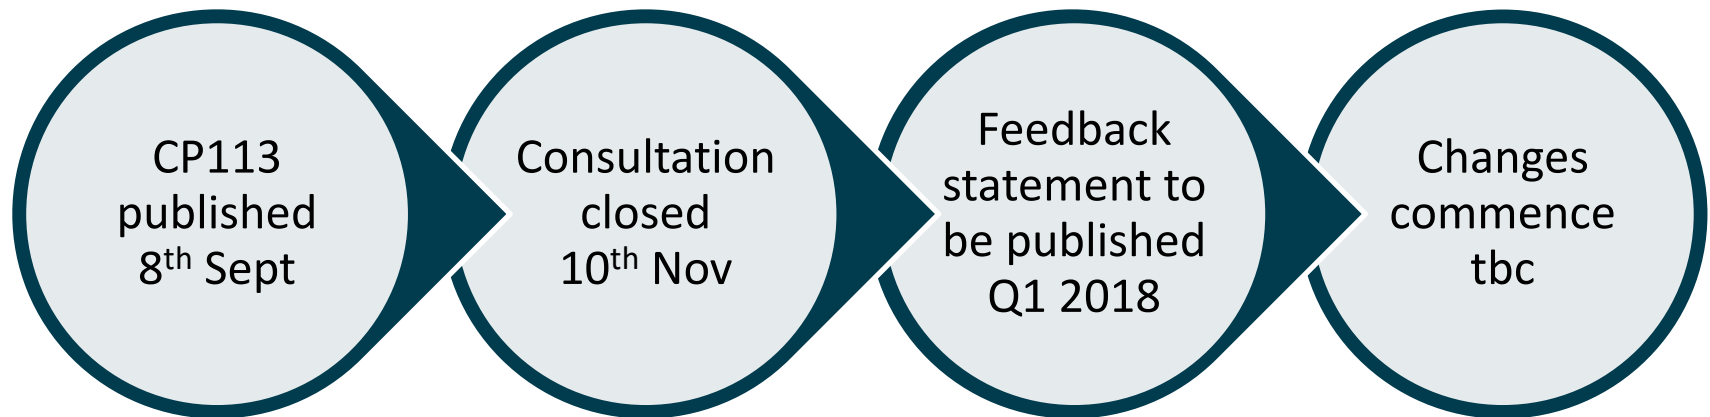 CP113
published
8th Sept
Consultation
closed
10th Nov
Feedback
statement to
be published
Q1 2018
Changes
commence
tbc